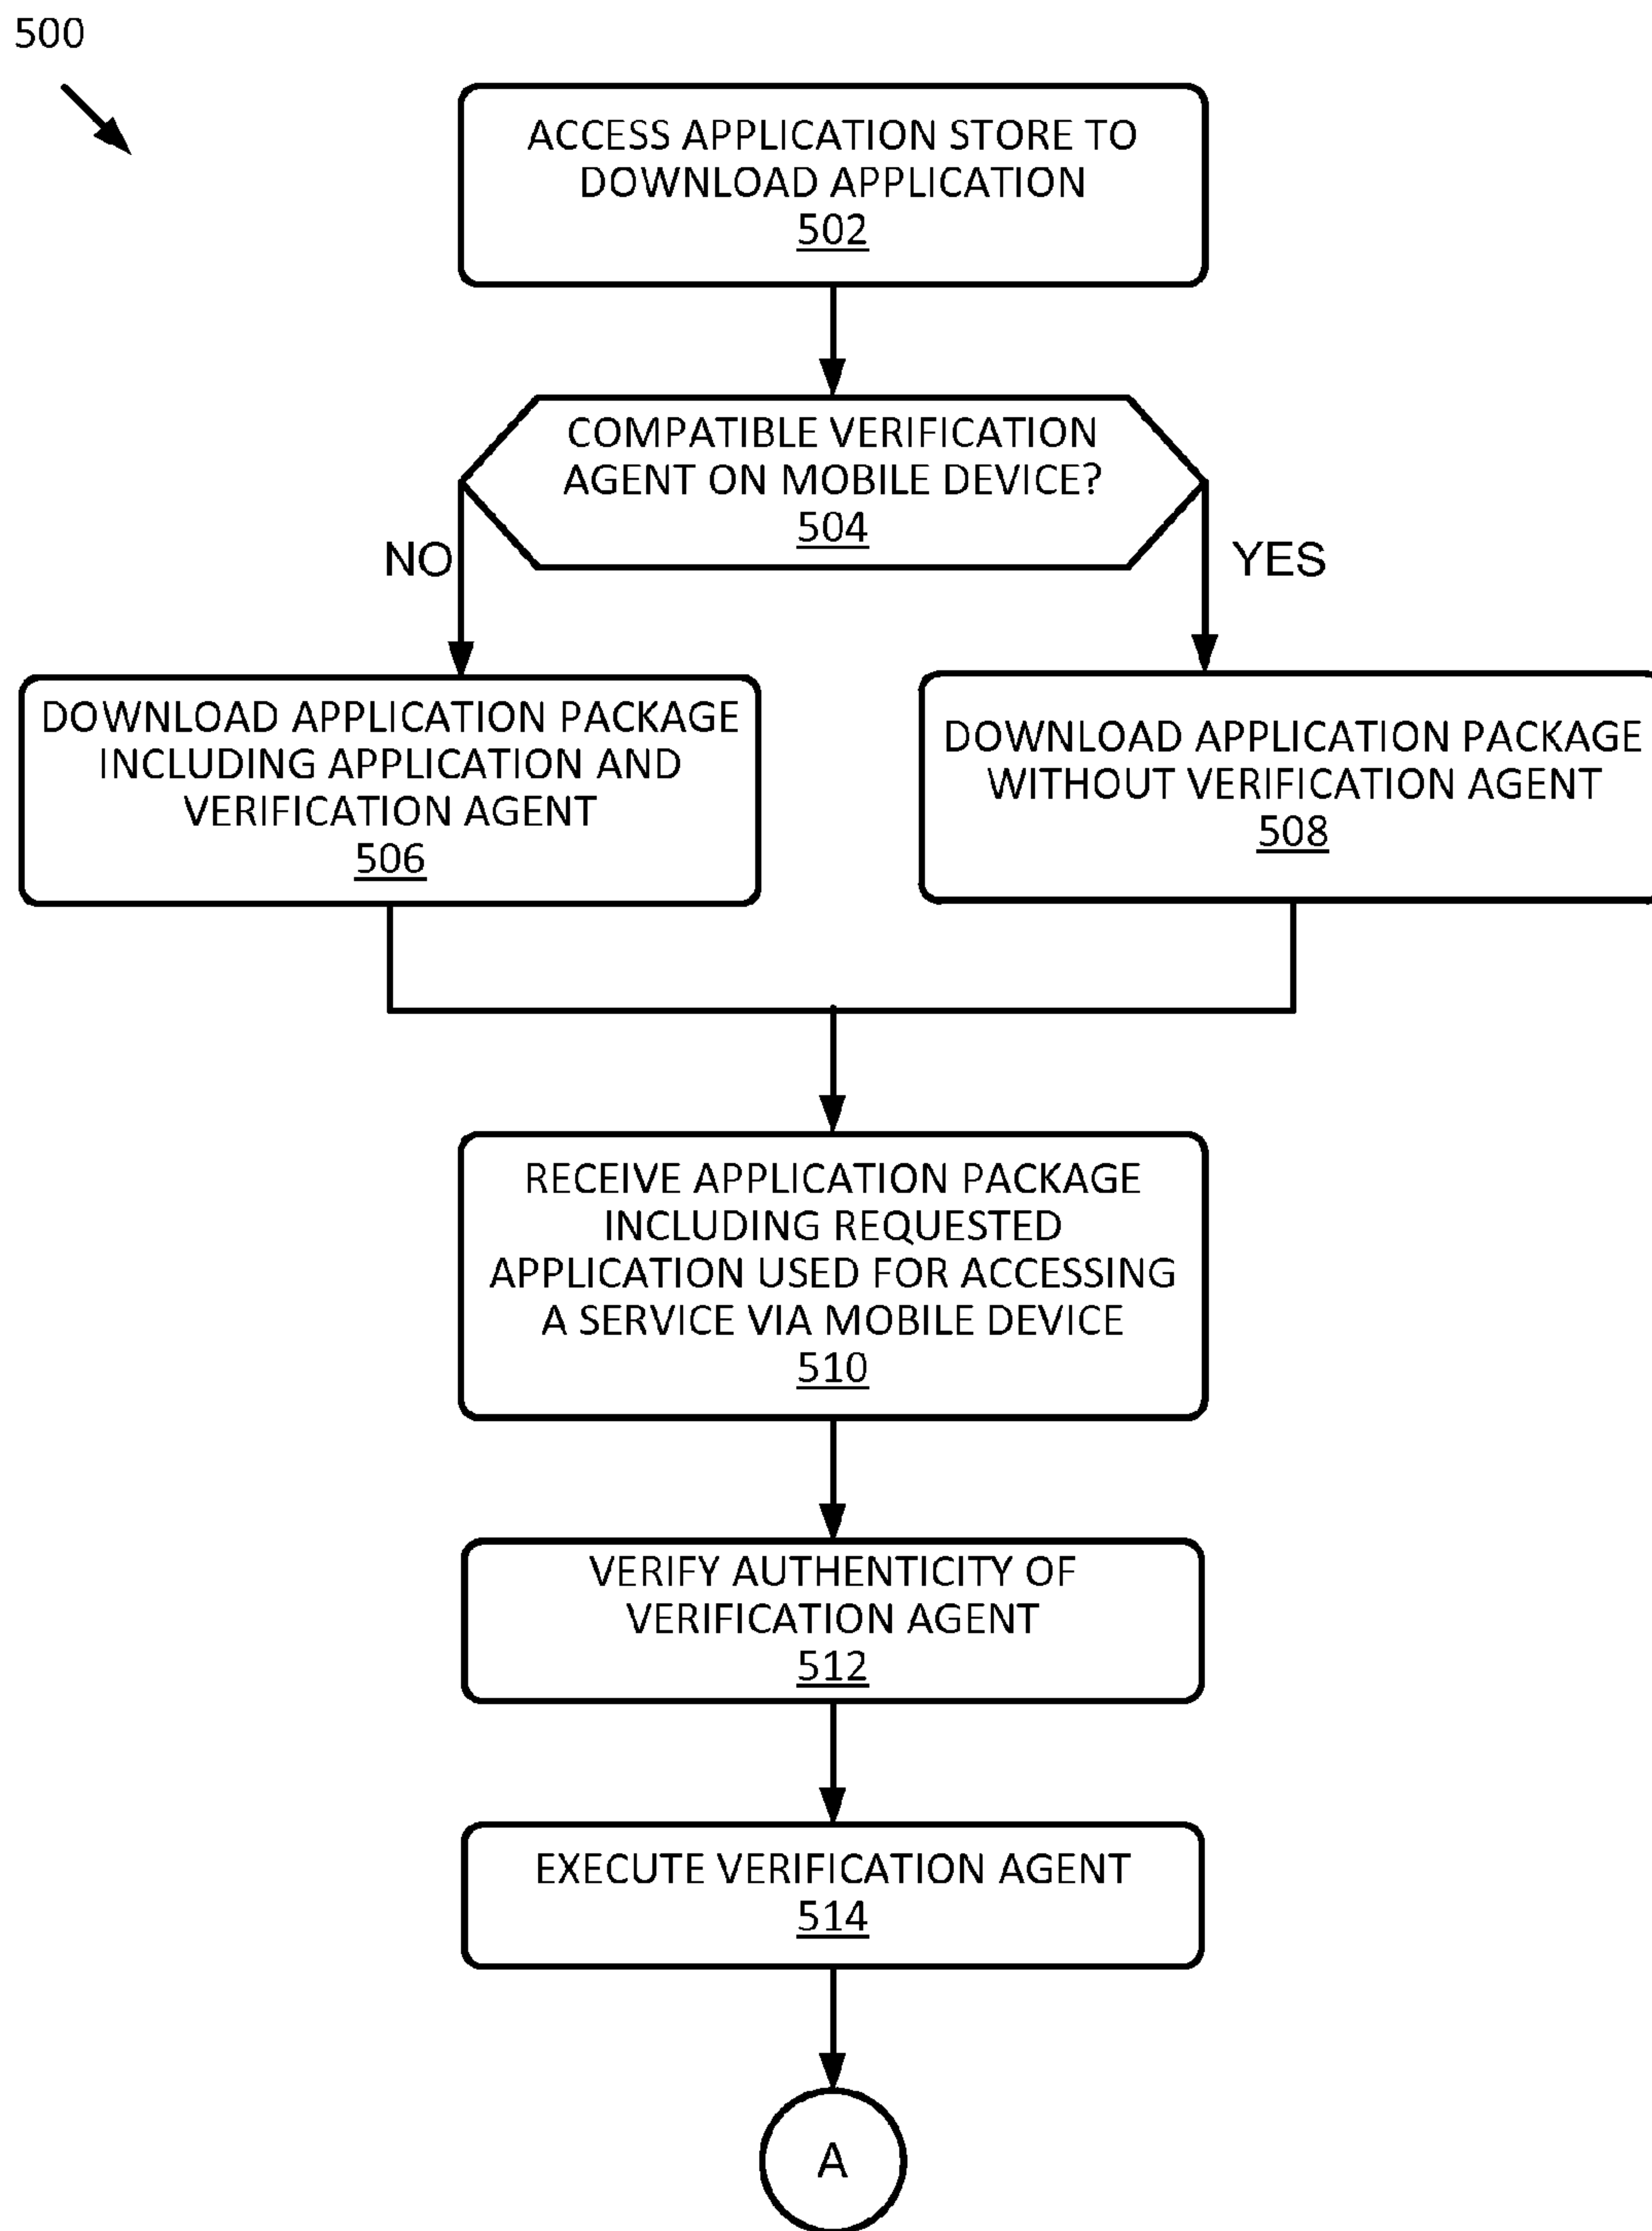 500
ACCESS APPLICATION STORE TO
DOWNLOAD APPLICATION
502
COMPATIBLE VERIFICATION
AGENT ON MOBILE DEVICE?
504
NO
YES
DOWNLOAD APPLICATION PACKAGE
INCLUDING APPLICATION AND
VERIFICATION AGENT
506
DOWNLOAD APPLICATION PACKAGE
WITHOUT VERIFICATION AGENT
508
RECEIVE APPLICATION PACKAGE
INCLUDING REQUESTED
APPLICATION USED FOR ACCESSING
A SERVICE VIA MOBILE DEVICE
510
VERIFY AUTHENTICITY OF
VERIFICATION AGENT
512
EXECUTE VERIFICATION AGENT
514
A